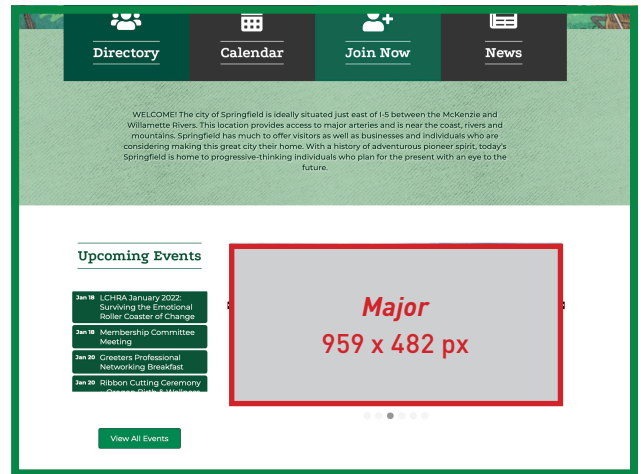 Directory
Calendar
Join Now
News
WELCOME! The city of Springfield is ideally situated just east of I-5 between the McKenzie and
Willamette Rivers. This location provides access to major arteries and is near the coast, rivers and
mountains. Springfield has much to offer visitors as well as businesses and individuals who are
considering making this great city their home. With a history of adventurous pioneer spirit, today's
Springfield is home to progressive-thinking individuals who plan for the present with an eye to the
future.
Upcoming Events
Jan 18 LCHRA January 2022:
Surviving the Emotional
Roller Coaster of Change
Jan 18 Membership Committee
Meeting
Jan 20 Greeters Professional
Networking Breakfast
Jan 20 Ribbon Cutting Ceremony
- Oregon Birth & Wellness
View All Events
Major
959 x 482 px